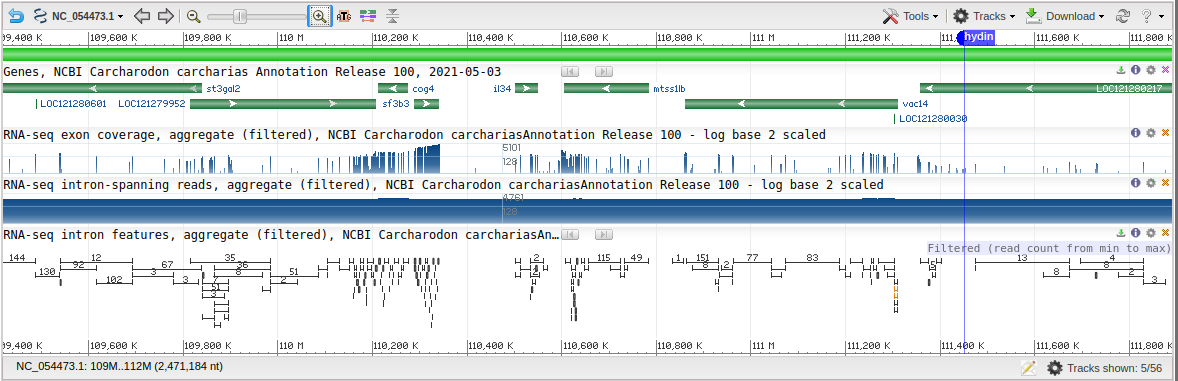 NC_054473.1 Tools Tracks Download ?
09,400 K 109,600 K 109,800 K 110 M 110,200 K 110,400 K 110,600 K 110,800 K 111 M 111,200 K 111,400 K 111,600 K 111,800 K
hydin
Genes, NCBI Carcharodon carcharias Annotation Release 100, 2021-05-03
st3gal2 cog4 il34 mtss1lb LOC121280217
LOC121280601 LOC121279952 sf3b3 vac14
LOC121280030
RNA-seq exon coverage, aggregate (filtered), NCBI Carcharodon carchariasAnnotation Release 100 - log base 2 scaled
5101
128
RNA-seq intron-spanning reads, aggregate (filtered), NCBI Carcharodon carchariasAnnotation Release 100 - log base 2 scaled
4761
128
RNA-seq intron features, aggregate (filtered), NCBI Carcharodon carchariasAn…
Filtered (read count from min to max)
144 12 35 2 115 49 1 151 77 83 13 4
130 92 67 36 8 5
102 3 3 51 2 8 2 8 2 3
51
3
09,400 K 109,600 K 109,800 K 110 M 110,200 K 110,400 K 110,600 K 110,800 K 111 M 111,200 K 111,400 K 111,600 K 111,800 K
NC_054473.1: 109M..112M (2,471,184 nt) Tracks shown: 5/56